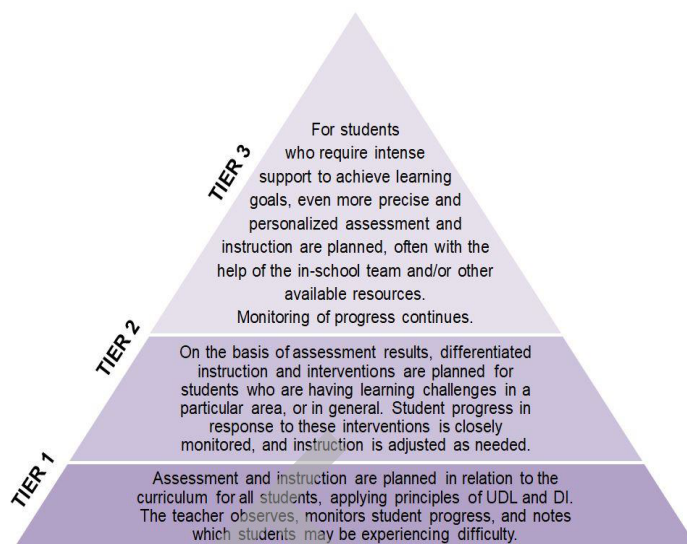 TIER 3
For students
who require intense
support to achieve learning
goals, even more precise and
personalized assessment and
instruction are planned, often with the
help of the in-school team and/or other
available resources.
Monitoring of progress continues.
TIER 2
On the basis of assessment results, differentiated
instruction and interventions are planned for
students who are having learning challenges in a
particular area, or in general. Student progress in
response to these interventions is closely
monitored, and instruction is adjusted as needed.
TIER 1
Assessment and instruction are planned in relation to the
curriculum for all students, applying principles of UDL and DI.
The teacher observes, monitors student progress, and notes
which students may be experiencing difficulty.